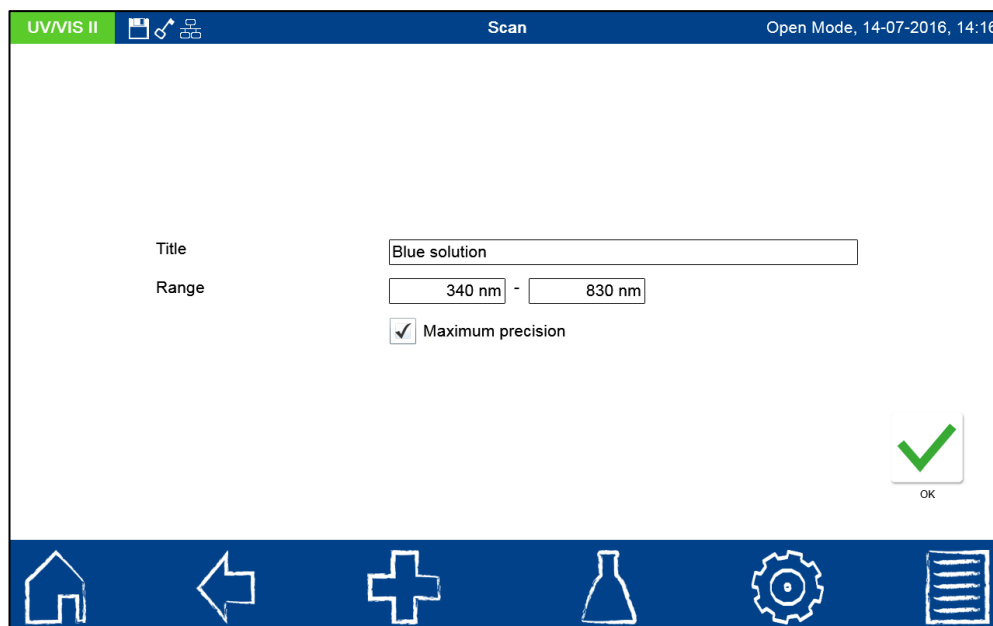 UV/VIS II Scan Open Mode, 14-07-2016, 14:16
Title Blue solution
Range 340 nm - 830 nm
Maximum precision
OK